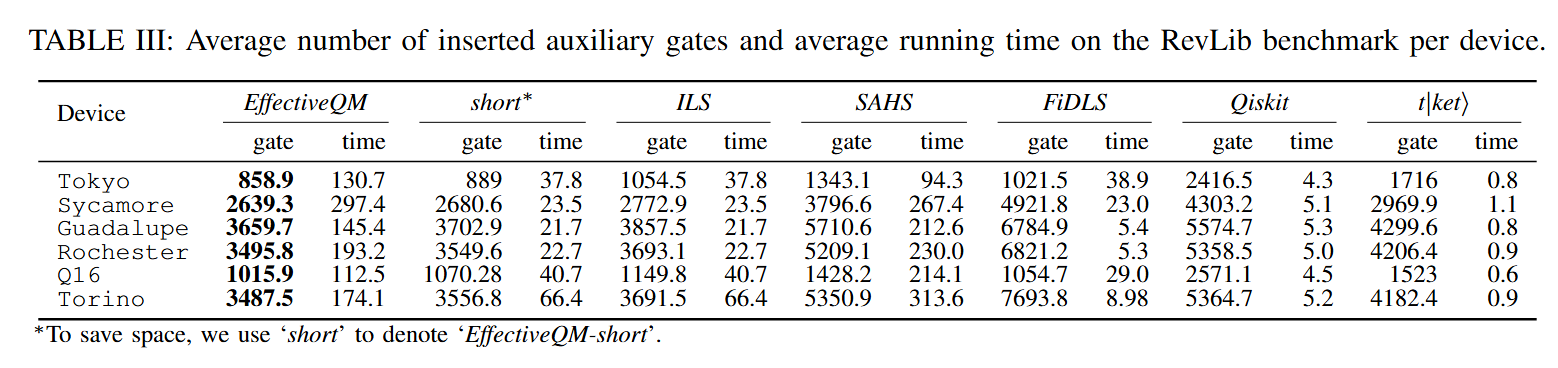 TABLE III: Average number of inserted auxiliary gates and average running time on the RevLib benchmark per device.
Device EffectiveQM short* ILS SAHS FiDLS Qiskit t|ket⟩
gate time gate time gate time gate time gate time gate time gate time
Tokyo 858.9 130.7 889 37.8 1054.5 37.8 1343.1 94.3 1021.5 38.9 2416.5 4.3 1716 0.8
Sycamore 2639.3 297.4 2680.6 23.5 2772.9 23.5 3796.6 267.4 4921.8 23.0 4303.2 5.1 2969.9 1.1
Guadalupe 3659.7 145.4 3702.9 21.7 3857.5 21.7 5710.6 212.6 6784.9 5.4 5574.7 5.3 4299.6 0.8
Rochester 3495.8 193.2 3549.6 22.7 3693.1 22.7 5209.1 230.0 6821.2 5.3 5358.5 5.0 4206.4 0.9
Q16 1015.9 112.5 1070.28 40.7 1149.8 40.7 1428.2 214.1 1054.7 29.0 2571.1 4.5 1523 0.6
Torino 3487.5 174.1 3556.8 66.4 3691.5 66.4 5350.9 313.6 7693.8 8.98 5364.7 5.2 4182.4 0.9
*To save space, we use ‘short’ to denote ‘EffectiveQM-short’.